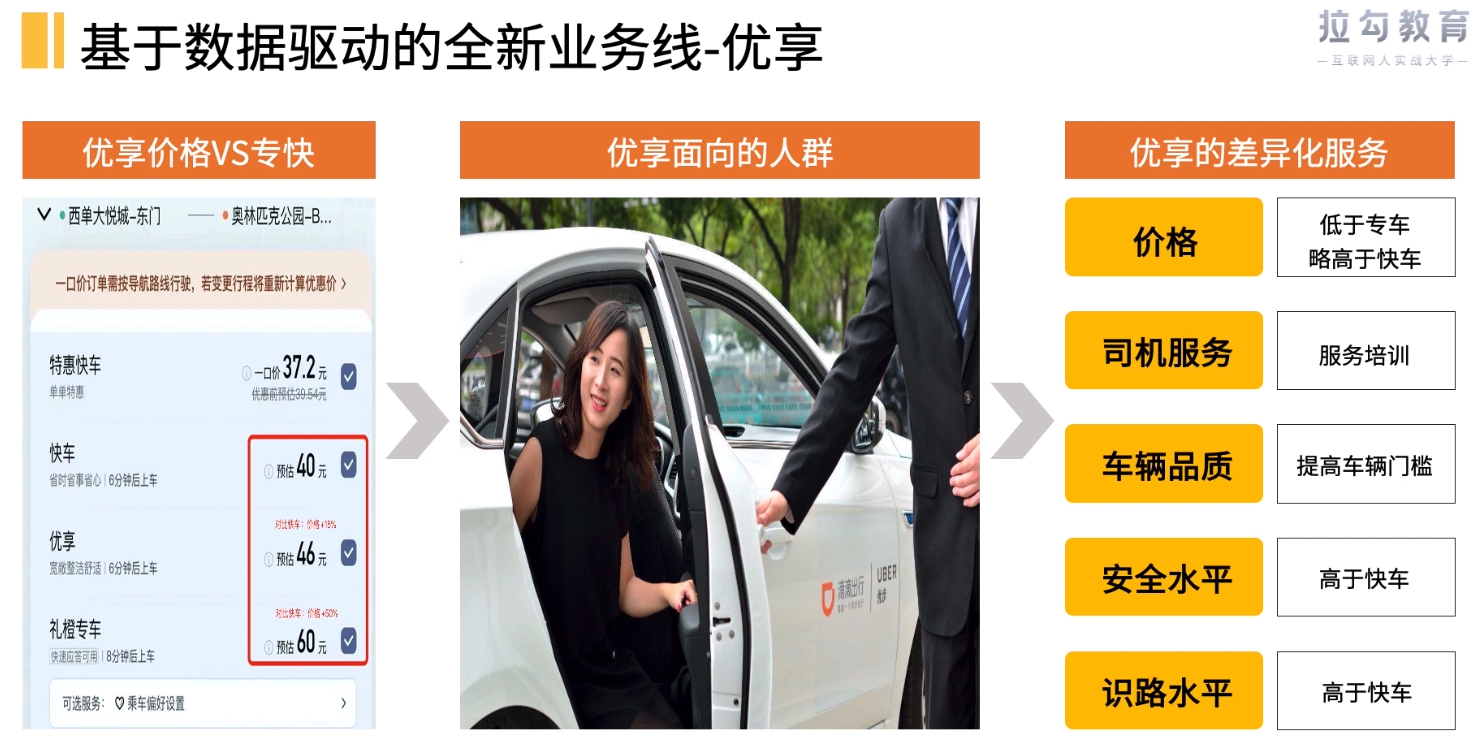 基于数据驱动的全新业务线-优享
拉勾教育
—互联网人实战大学—
优享价格VS专快
西单大悦城-东门 —— 奥林匹克公园-B...
一口价订单需按导航路线行驶，若变更行程将重新计算优惠价 >
特惠快车
单单特惠
一口价37.2元
优惠前预估39.54元
快车
省时省事省心 | 6分钟后上车
预估40元
对比快车：价格+15%
优享
宽敞整洁舒适 | 6分钟后上车
预估46元
对比快车：价格+50%
礼橙专车
快速应答可用 | 8分钟后上车
预估60元
可选服务： ♡ 乘车偏好设置 >
优享面向的人群
滴滴出行
UBER
优步
优享的差异化服务
价格
低于专车
略高于快车
司机服务
服务培训
车辆品质
提高车辆门槛
安全水平
高于快车
识路水平
高于快车